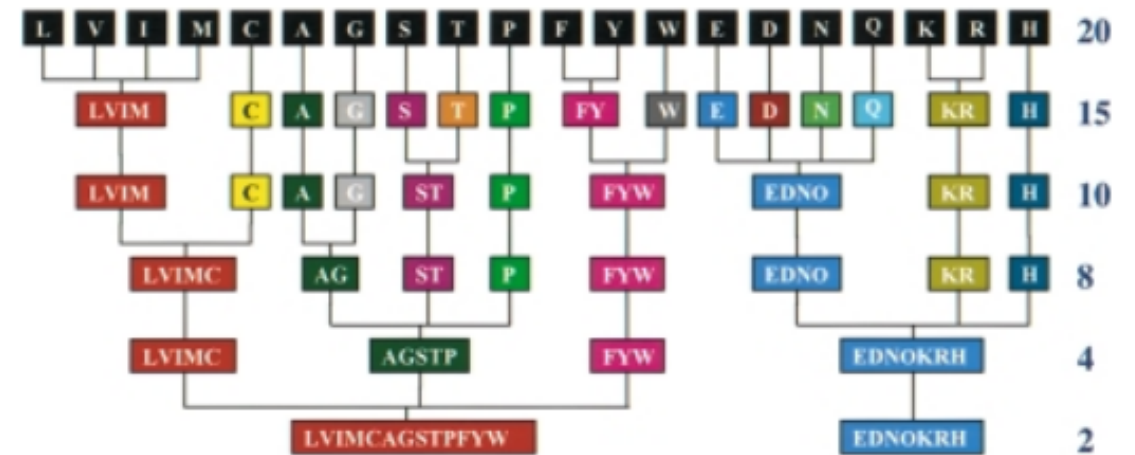 L V I M C A G S T P F Y W E D N Q K R H 20
LVIM C A G S T P FY W E D N Q KR H 15
LVIM C A G ST P FYW EDNO KR H 10
LVIMC AG ST P FYW EDNO KR H 8
LVIMC AGSTP FYW EDNOKRH 4
LVIMCAGSTPFYW EDNOKRH 2